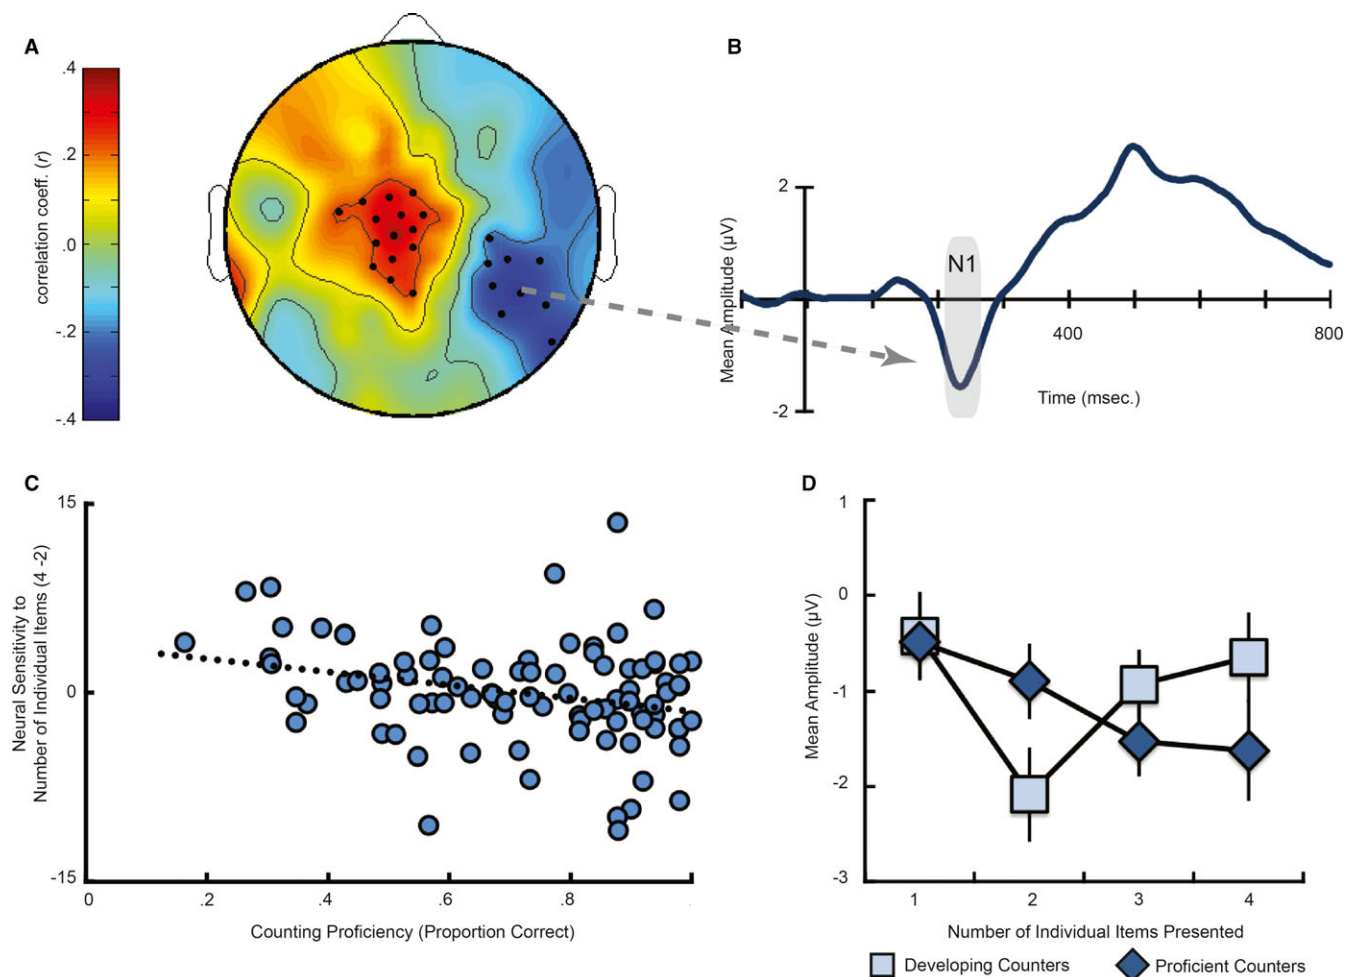 A
.4
.2
.0
-.2
-.4
correlation coeff. (r)
B
2
-2
N1
400
800
Mean Amplitude (µV)
Time (msec.)
C
15
0
-15
Neural Sensitivity to
Number of Individual Items (4 -2)
0
.2
.4
.6
.8
.
Counting Proficiency (Proportion Correct)
D
1
0
-1
-2
-3
Mean Amplitude (µV)
1
2
3
4
Number of Individual Items Presented
Developing Counters
Proficient Counters